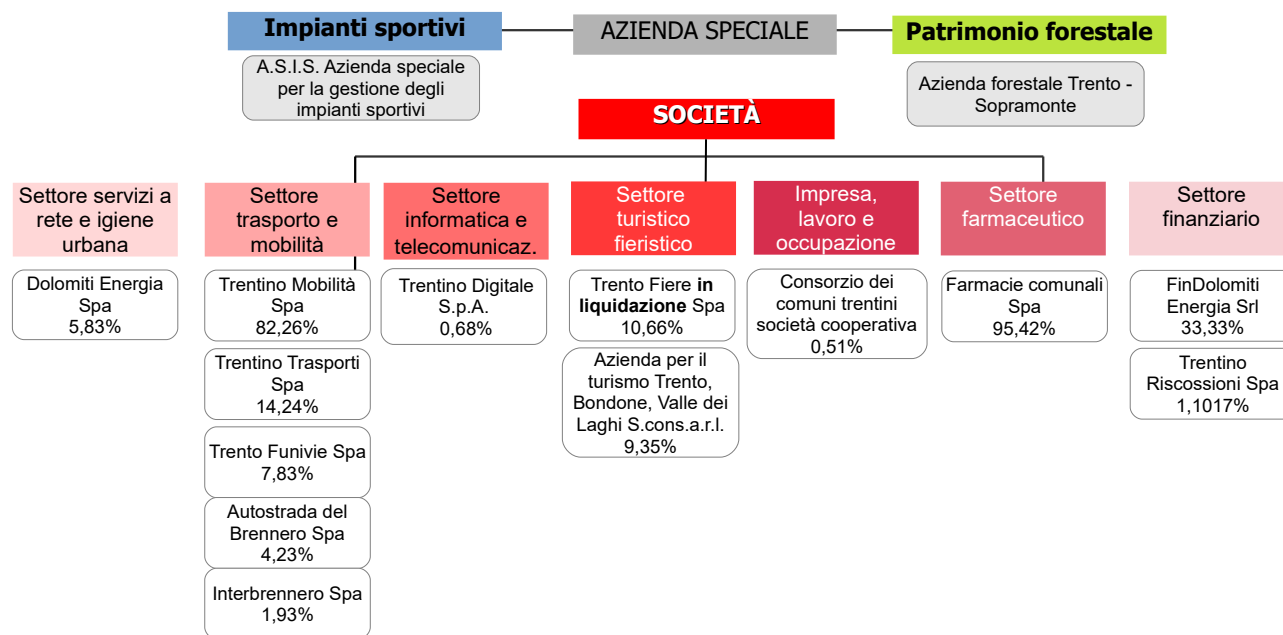 Impianti sportivi
AZIENDA SPECIALE
Patrimonio forestale
A.S.I.S. Azienda speciale
per la gestione degli
impianti sportivi
Azienda forestale Trento -
Sopramonte
SOCIETÀ
Settore servizi a
rete e igiene
urbana
Settore
trasporto e
mobilità
Settore
informatica e
telecomunicaz.
Settore
turistico
fieristico
Impresa,
lavoro e
occupazione
Settore
farmaceutico
Settore
finanziario
Dolomiti Energia
Spa
5,83%
Trentino Mobilità
Spa
82,26%
Trentino Trasporti
Spa
14,24%
Trento Funivie Spa
7,83%
Autostrada del
Brennero Spa
4,23%
Interbrennero Spa
1,93%
Trentino Digitale
S.p.A.
0,68%
Trento Fiere in
liquidazione Spa
10,66%
Azienda per il
turismo Trento,
Bondone, Valle dei
Laghi S.cons.a.r.l.
9,35%
Consorzio dei
comuni trentini
società cooperativa
0,51%
Farmacie comunali
Spa
95,42%
FinDolomiti
Energia Srl
33,33%
Trentino
Riscossioni Spa
1,1017%